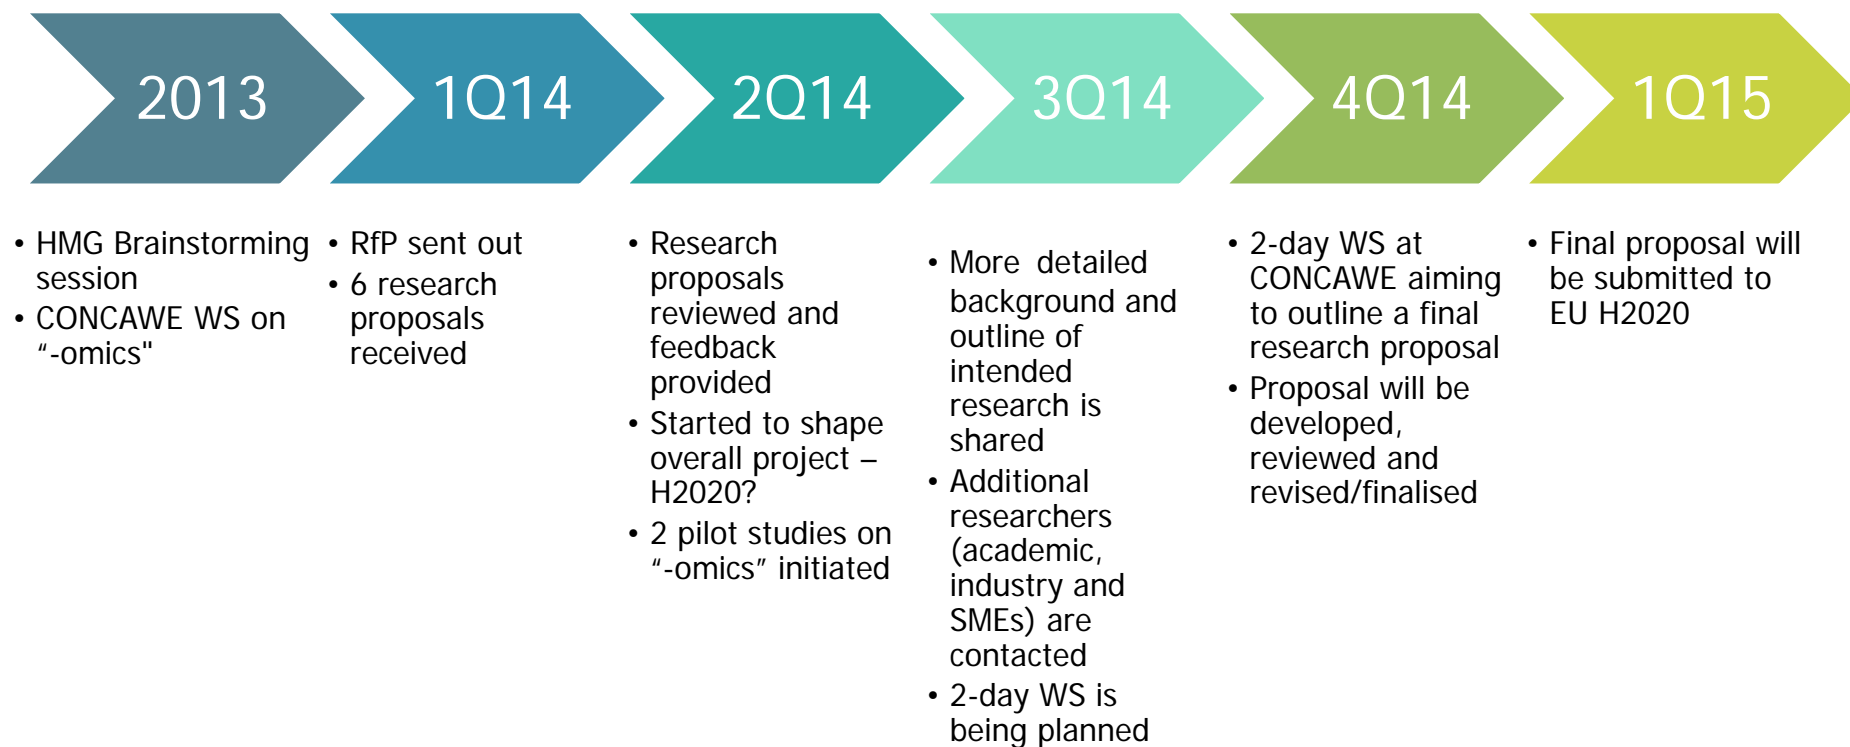 2013
1Q14
2Q14
3Q14
4Q14
1Q15
• HMG Brainstorming
session
• CONCAWE WS on
“-omics"
• RfP sent out
• 6 research
proposals
received
• Research
proposals
reviewed and
feedback
provided
• Started to shape
overall project –
H2020?
• 2 pilot studies on
“-omics” initiated
• More detailed
background and
outline of
intended
research is
shared
• Additional
researchers
(academic,
industry and
SMEs) are
contacted
• 2-day WS is
being planned
• 2-day WS at
CONCAWE aiming
to outline a final
research proposal
• Proposal will be
developed,
reviewed and
revised/finalised
• Final proposal will
be submitted to
EU H2020